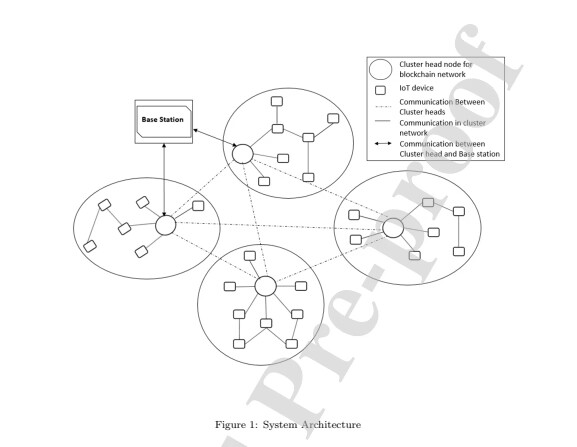 Cluster head node for
blockchain network
IoT device
Communication Between
Cluster heads
Communication in cluster
network
Communication between
Cluster head and Base station
Base Station
Pre-proof
Figure 1: System Architecture